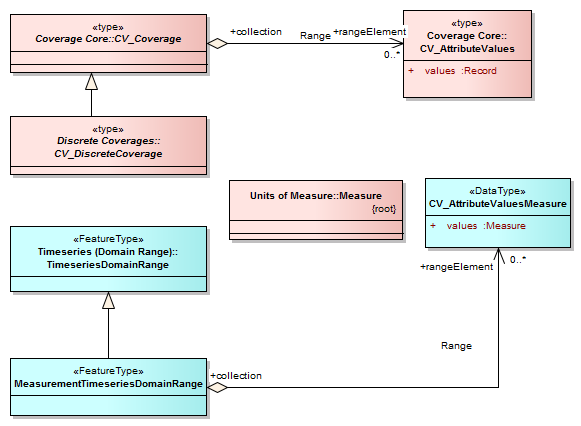 «type»
Coverage Core::CV_Coverage
+collection
Range
+rangeElement
0..*
«type»
Coverage Core::
CV_AttributeValues
+ values :Record
«type»
Discrete Coverages::
CV_DiscreteCoverage
Units of Measure::Measure
{root}
«DataType»
CV_AttributeValuesMeasure
+ values :Measure
«FeatureType»
Timeseries (Domain Range)::
TimeseriesDomainRange
+rangeElement
0..*
Range
«FeatureType»
MeasurementTimeseriesDomainRange
+collection